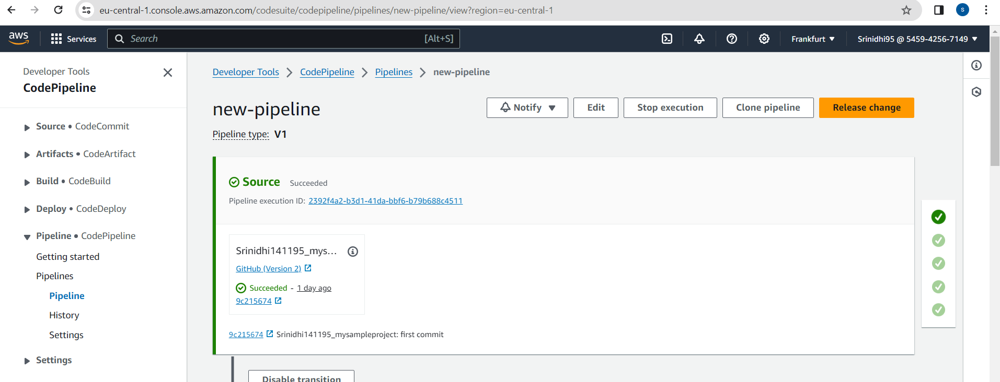 eu-central-1.console.aws.amazon.com/codesuite/codepipeline/pipelines/new-pipeline/view?region=eu-central-1
S
aws
Services
Search
[Alt+S]
Frankfurt
Srinidhi95 @ 5459-4256-7149
Developer Tools
CodePipeline
Source • CodeCommit
Artifacts • CodeArtifact
Build • CodeBuild
Deploy • CodeDeploy
Pipeline • CodePipeline
Getting started
Pipelines
Pipeline
History
Settings
Settings
Developer Tools
CodePipeline
Pipelines
new-pipeline
new-pipeline
Notify
Edit
Stop execution
Clone pipeline
Release change
Pipeline type: V1
Source Succeeded
Pipeline execution ID: 2392f4a2-b3d1-41da-bbf6-b79b688c4511
Srinidhi141195_mys...
GitHub (Version 2)
Succeeded - 1 day ago
9c215674
9c215674 Srinidhi141195_mysampleproject: first commit
Disable transition